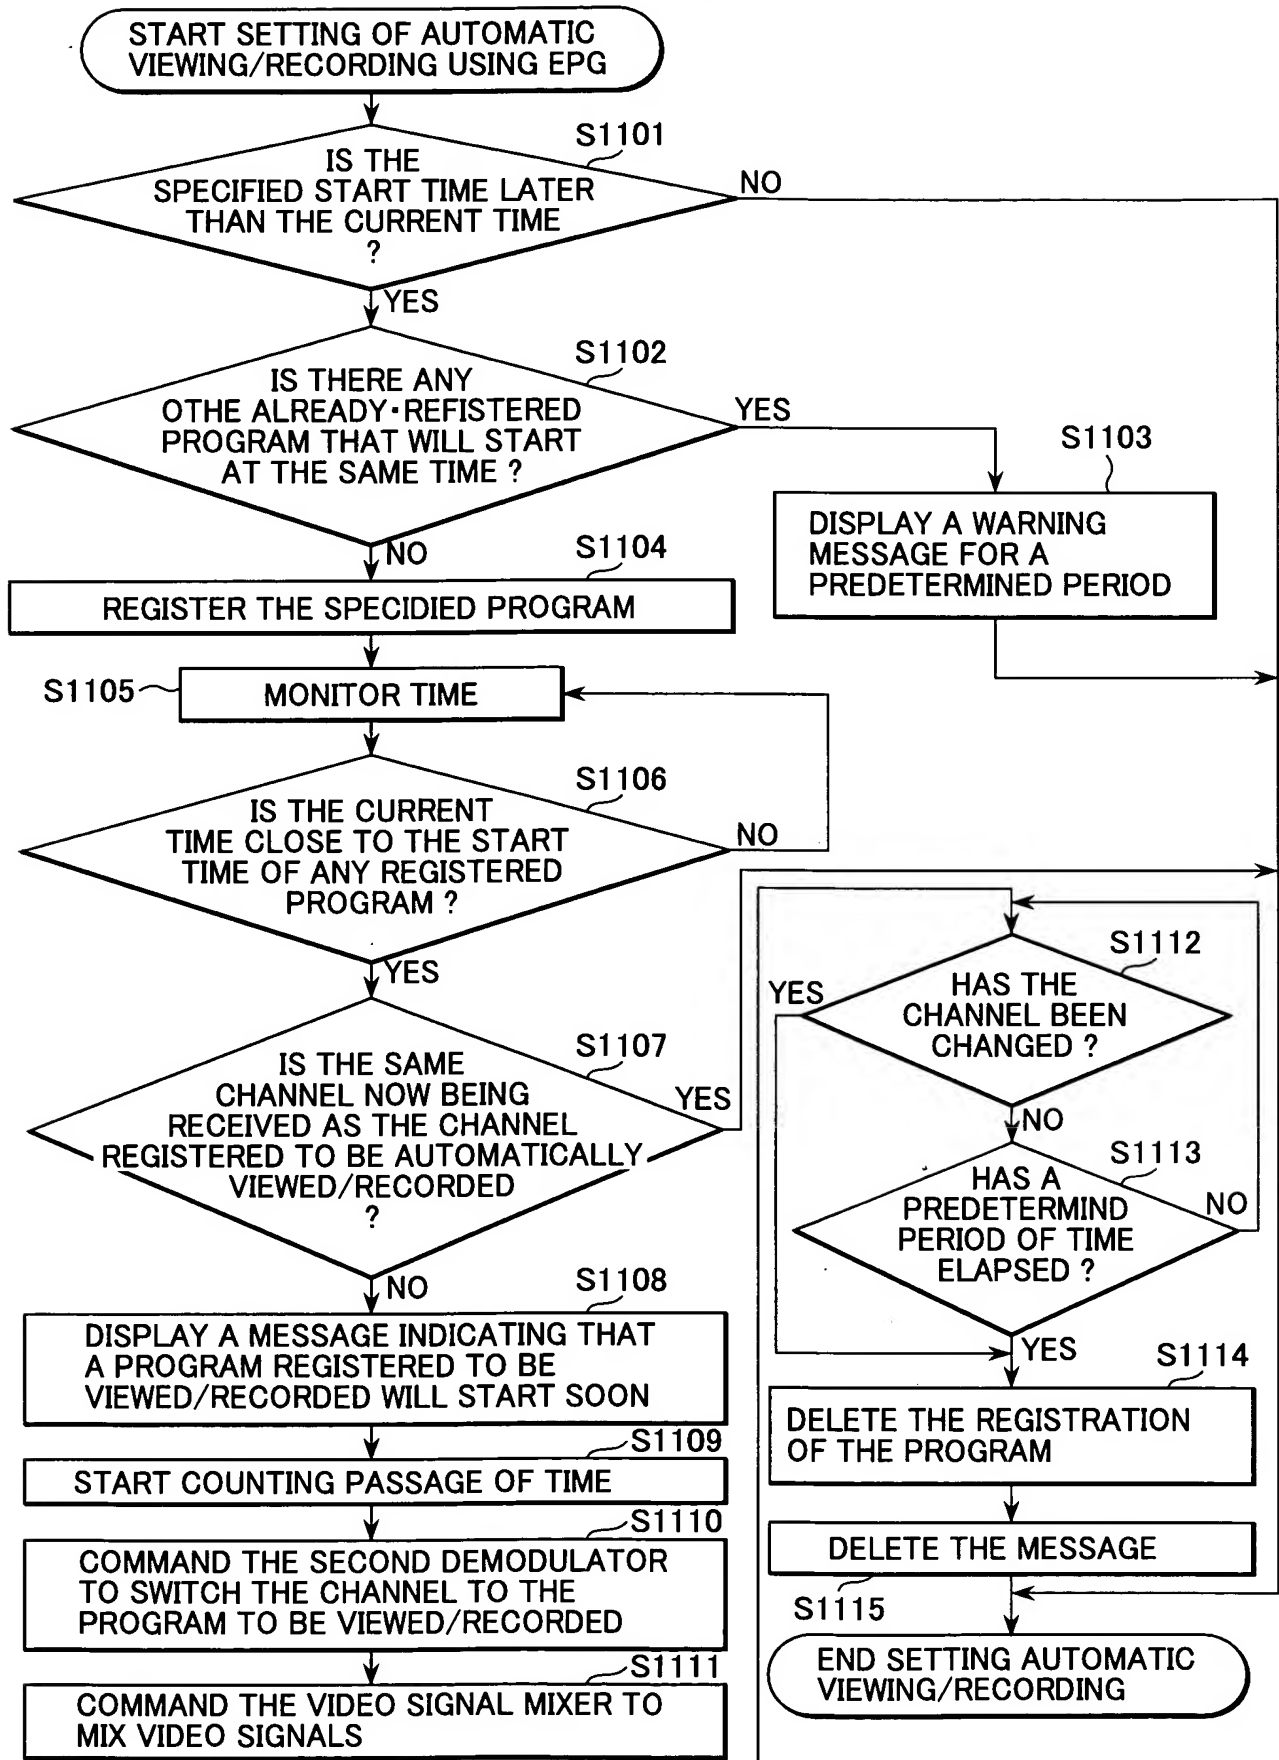 START SETTING OF AUTOMATIC
VIEWING/RECORDING USING EPG
S1101
IS THE
SPECIFIED START TIME LATER
THAN THE CURRENT TIME
?
NO
YES
S1102
IS THERE ANY
OTHE ALREADY·REFISTERED
PROGRAM THAT WILL START
AT THE SAME TIME ?
YES
NO
S1103
DISPLAY A WARNING
MESSAGE FOR A
PREDETERMINED PERIOD
S1104
REGISTER THE SPECIDIED PROGRAM
S1105
MONITOR TIME
S1106
IS THE CURRENT
TIME CLOSE TO THE START
TIME OF ANY REGISTERED
PROGRAM ?
NO
YES
S1107
IS THE SAME
CHANNEL NOW BEING
RECEIVED AS THE CHANNEL
REGISTERED TO BE AUTOMATICALLY
VIEWED/RECORDED
?
YES
NO
S1108
DISPLAY A MESSAGE INDICATING THAT
A PROGRAM REGISTERED TO BE
VIEWED/RECORDED WILL START SOON
S1109
START COUNTING PASSAGE OF TIME
S1110
COMMAND THE SECOND DEMODULATOR
TO SWITCH THE CHANNEL TO THE
PROGRAM TO BE VIEWED/RECORDED
S1111
COMMAND THE VIDEO SIGNAL MIXER TO
MIX VIDEO SIGNALS
S1112
HAS THE
CHANNEL BEEN
CHANGED ?
YES
NO
S1113
HAS A
PREDETERMIND
PERIOD OF TIME
ELAPSED ?
NO
YES
S1114
DELETE THE REGISTRATION
OF THE PROGRAM
DELETE THE MESSAGE
S1115
END SETTING AUTOMATIC
VIEWING/RECORDING